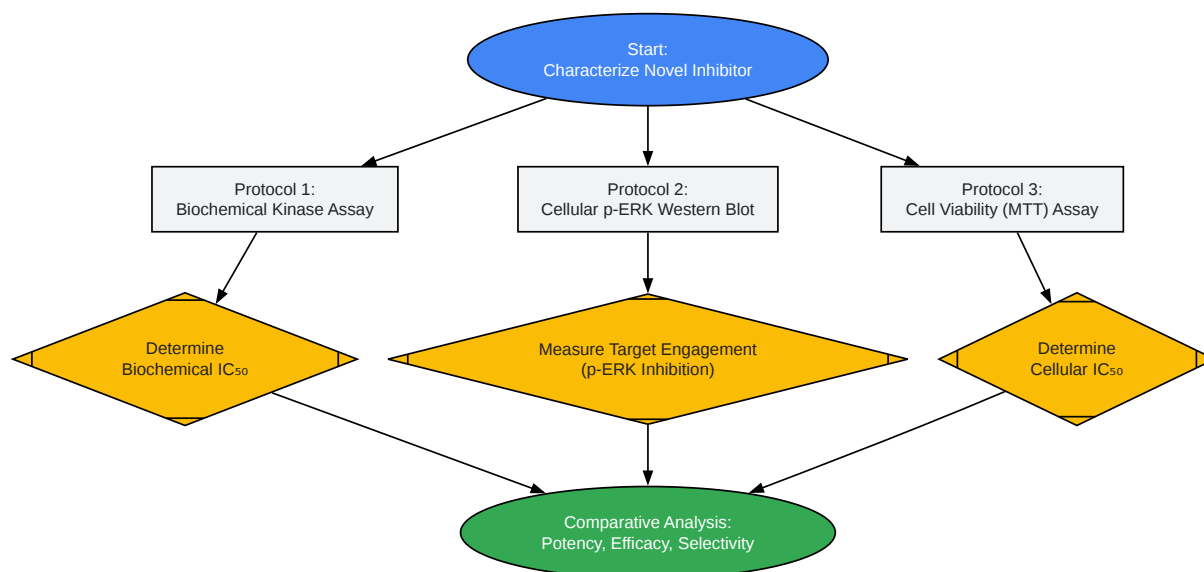 Start:
Characterize Novel Inhibitor
Protocol 1:
Biochemical Kinase Assay
Protocol 2:
Cellular p-ERK Western Blot
Protocol 3:
Cell Viability (MTT) Assay
Determine
Biochemical IC₅₀
Measure Target Engagement
(p-ERK Inhibition)
Determine
Cellular IC₅₀
Comparative Analysis:
Potency, Efficacy, Selectivity